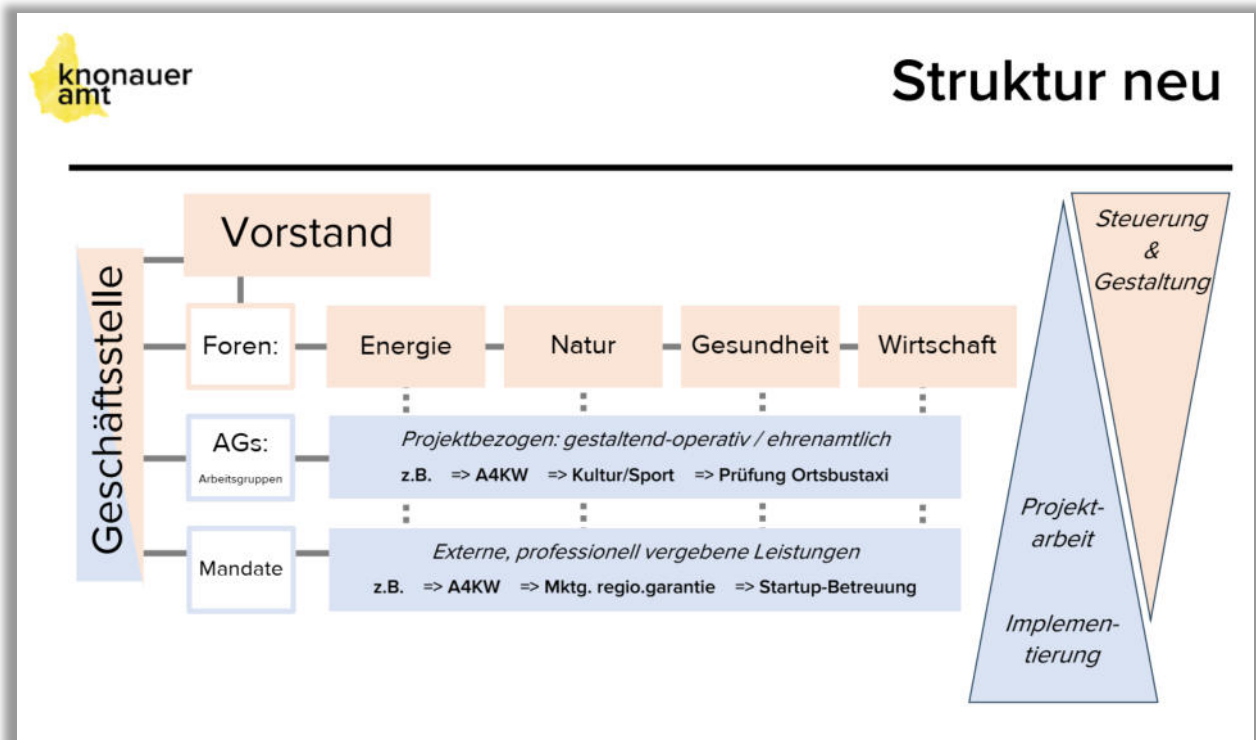 knonauer
amt
Struktur neu
Vorstand
Geschäftsstelle
Foren:
Energie
Natur
Gesundheit
Wirtschaft
AGs:
Arbeitsgruppen
Projektbezogen: gestaltend-operativ / ehrenamtlich
z.B. => A4KW => Kultur/Sport => Prüfung Ortsbustaxi
Mandate
Externe, professionell vergebene Leistungen
z.B. => A4KW => Mktg. regio.garantie => Startup-Betreuung
Steuerung
&
Gestaltung
Projekt-
arbeit
Implemen-
tierung